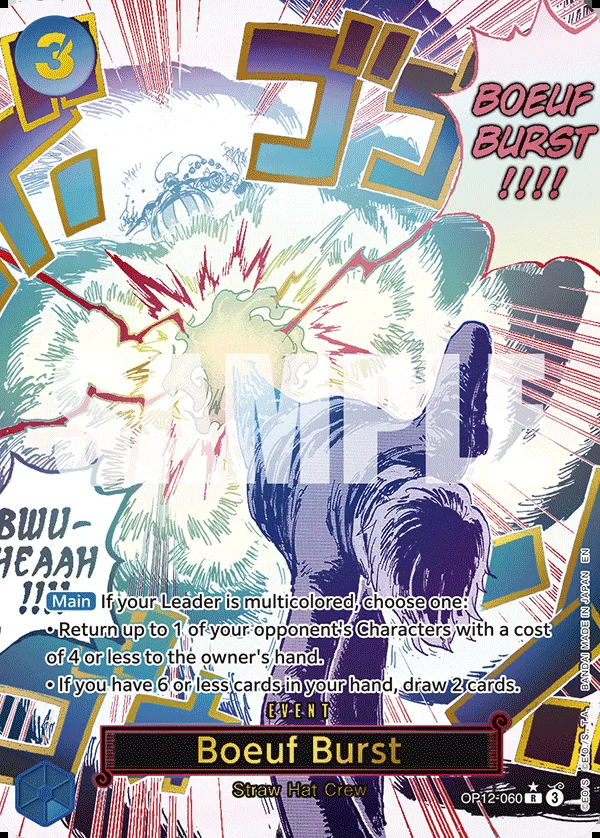 3
ゴゴ
BOEUF
BURST
!!!!
SAMPLE
BWU-
HEAAH
!!!!
Main If your Leader is multicolored, choose one:
• Return up to 1 of your opponent's Characters with a cost
of 4 or less to the owner's hand.
• If you have 6 or less cards in your hand, draw 2 cards.
EVENT
Boeuf Burst
Straw Hat Crew
OP12-060 R 3
BANDAI MADE IN JAPAN EN